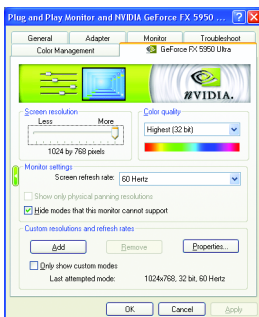 Plug and Play Monitor and NVIDIA GeForce FX 5950 ...
General Adapter Monitor Troubleshoot
Color Management GeForce FX 5950 Ultra
NVIDIA.
Screen resolution
Less More
1024 by 768 pixels
Color quality
Highest (32 bit)
Monitor settings
Screen refresh rate: 60 Hertz
Show only physical panning resolutions
Hide modes that this monitor cannot support
Custom resolutions and refresh rates
Add Remove Properties...
Only show custom modes
Last attempted mode: 1024x768, 32 bit, 60 Hertz
OK Cancel Apply